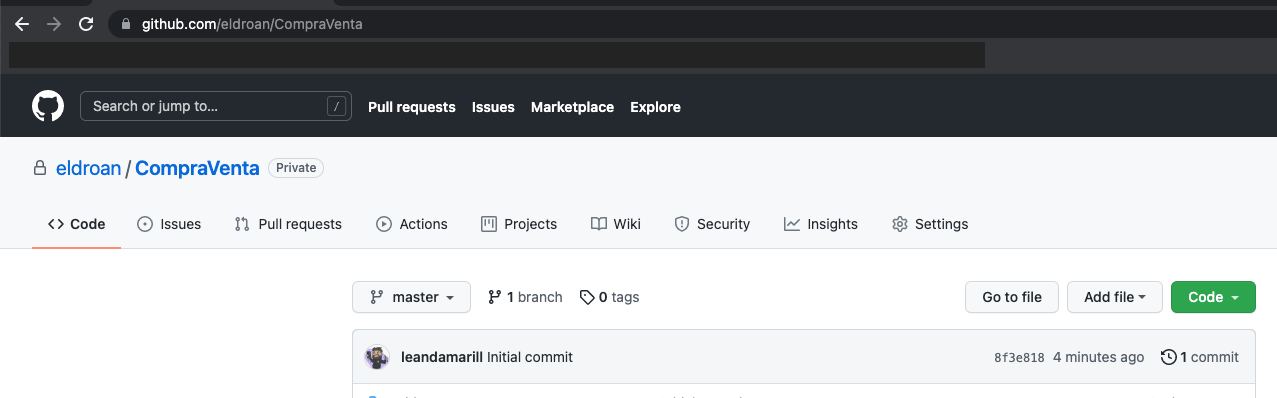 github.com/eldroan/CompraVenta
Search or jump to... /
Pull requests Issues Marketplace Explore
eldroan / CompraVenta Private
Code Issues Pull requests Actions Projects Wiki Security Insights Settings
master 1 branch 0 tags Go to file Add file Code
leandamarill Initial commit 8f3e818 4 minutes ago 1 commit